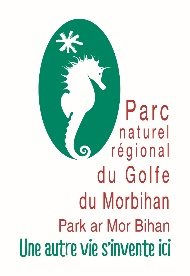 Parc
naturel
régional
du Golfe
du Morbihan
Park ar Mor Bihan
Une autre vie s'invente ici